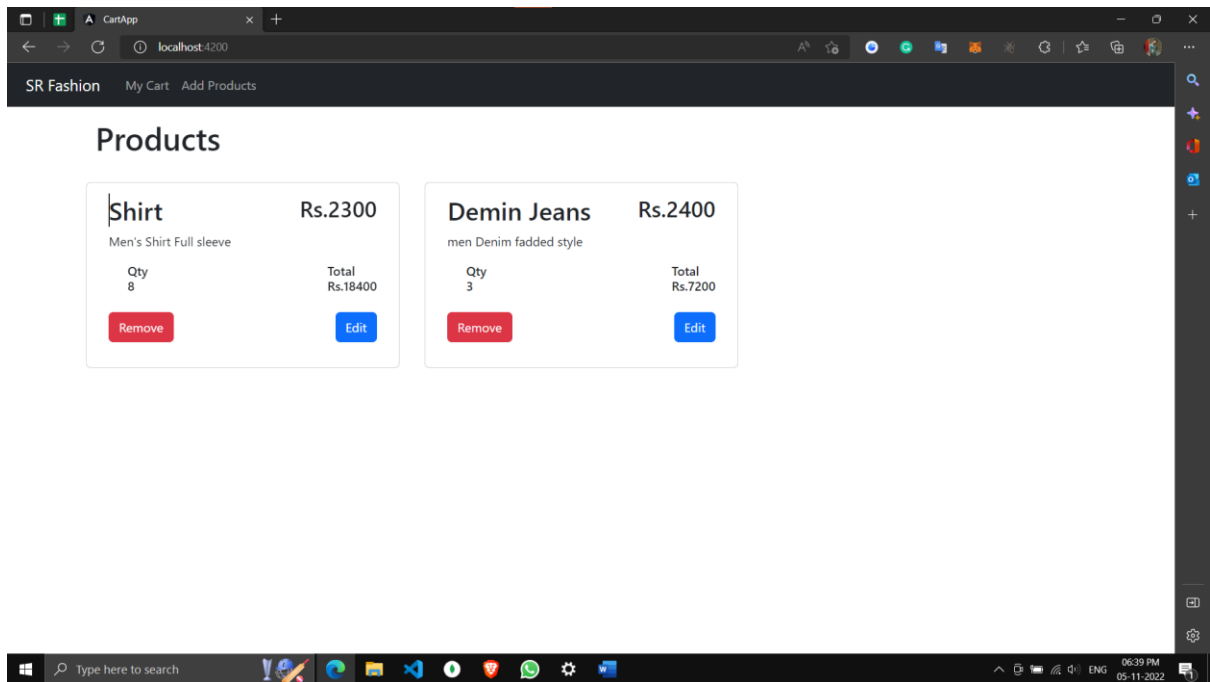 CartApp
localhost:4200
SR Fashion My Cart Add Products
Products
Shirt Rs.2300
Men's Shirt Full sleeve
Qty Total
8 Rs.18400
Remove Edit
Demin Jeans Rs.2400
men Denim fadded style
Qty Total
3 Rs.7200
Remove Edit
Type here to search
ENG
06:39 PM
05-11-2022